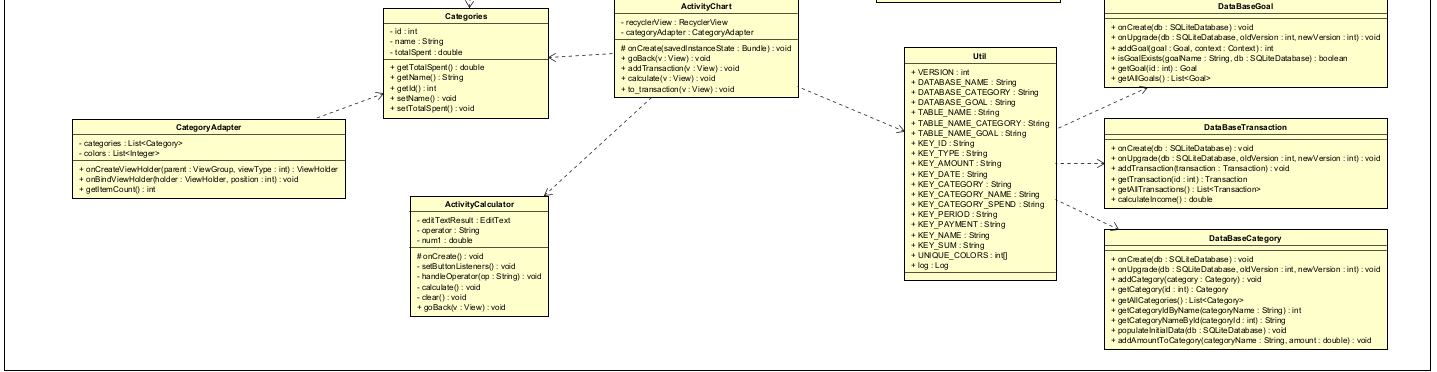 Categories
- id : int
- name : String
- totalSpent : double
+ getTotalSpent() : double
+ getName() : String
+ getId() : int
+ setName() : void
+ setTotalSpent() : void
ActivityChart
- recyclerView : RecyclerView
- categoryAdapter : CategoryAdapter
# onCreate(savedInstanceState : Bundle) : void
+ goBack(v : View) : void
+ addTransaction(v : View) : void
+ calculate(v : View) : void
+ to_transaction(v : View) : void
DataBaseGoal
+ onCreate(db : SQLiteDatabase) : void
+ onUpgrade(db : SQLiteDatabase, oldVersion : int, newVersion : int) : void
+ addGoal(goal : Goal, context : Context) : int
+ isGoalExists(goalName : String, db : SQLiteDatabase) : boolean
+ getGoal(id : int) : Goal
+ getAllGoals() : List<Goal>
Util
+ VERSION : int
+ DATABASE_NAME : String
+ DATABASE_CATEGORY : String
+ DATABASE_GOAL : String
+ TABLE_NAME : String
+ TABLE_NAME_CATEGORY : String
+ TABLE_NAME_GOAL : String
+ KEY_ID : String
+ KEY_TYPE : String
+ KEY_AMOUNT : String
+ KEY_DATE : String
+ KEY_CATEGORY : String
+ KEY_CATEGORY_NAME : String
+ KEY_CATEGORY_SPEND : String
+ KEY_PERIOD : String
+ KEY_PAYMENT : String
+ KEY_NAME : String
+ KEY_SUM : String
+ UNIQUE_COLORS : int[]
+ log : Log
CategoryAdapter
- categories : List<Category>
- colors : List<Integer>
+ onCreateViewHolder(parent : ViewGroup, viewType : int) : ViewHolder
+ onBindViewHolder(holder : ViewHolder, position : int) : void
+ getItemCount() : int
DataBaseTransaction
+ onCreate(db : SQLiteDatabase) : void
+ onUpgrade(db : SQLiteDatabase, oldVersion : int, newVersion : int) : void
+ addTransaction(transaction : Transaction) : void
+ getTransaction(id : int) : Transaction
+ getAllTransactions() : List<Transaction>
+ calculateIncome() : double
ActivityCalculator
- editTextResult : EditText
- operator : String
- num1 : double
# onCreate() : void
- setButtonListeners() : void
- handleOperator(op : String) : void
- calculate() : void
- clear() : void
+ goBack(v : View) : void
DataBaseCategory
+ onCreate(db : SQLiteDatabase) : void
+ onUpgrade(db : SQLiteDatabase, oldVersion : int, newVersion : int) : void
+ addCategory(category : Category) : void
+ getCategory(id : int) : Category
+ getAllCategories() : List<Category>
+ getCategoryIdByName(categoryName : String) : int
+ getCategoryNameById(categoryId : int) : String
+ populateInitialData(db : SQLiteDatabase) : void
+ addAmountToCategory(categoryName : String, amount : double) : void